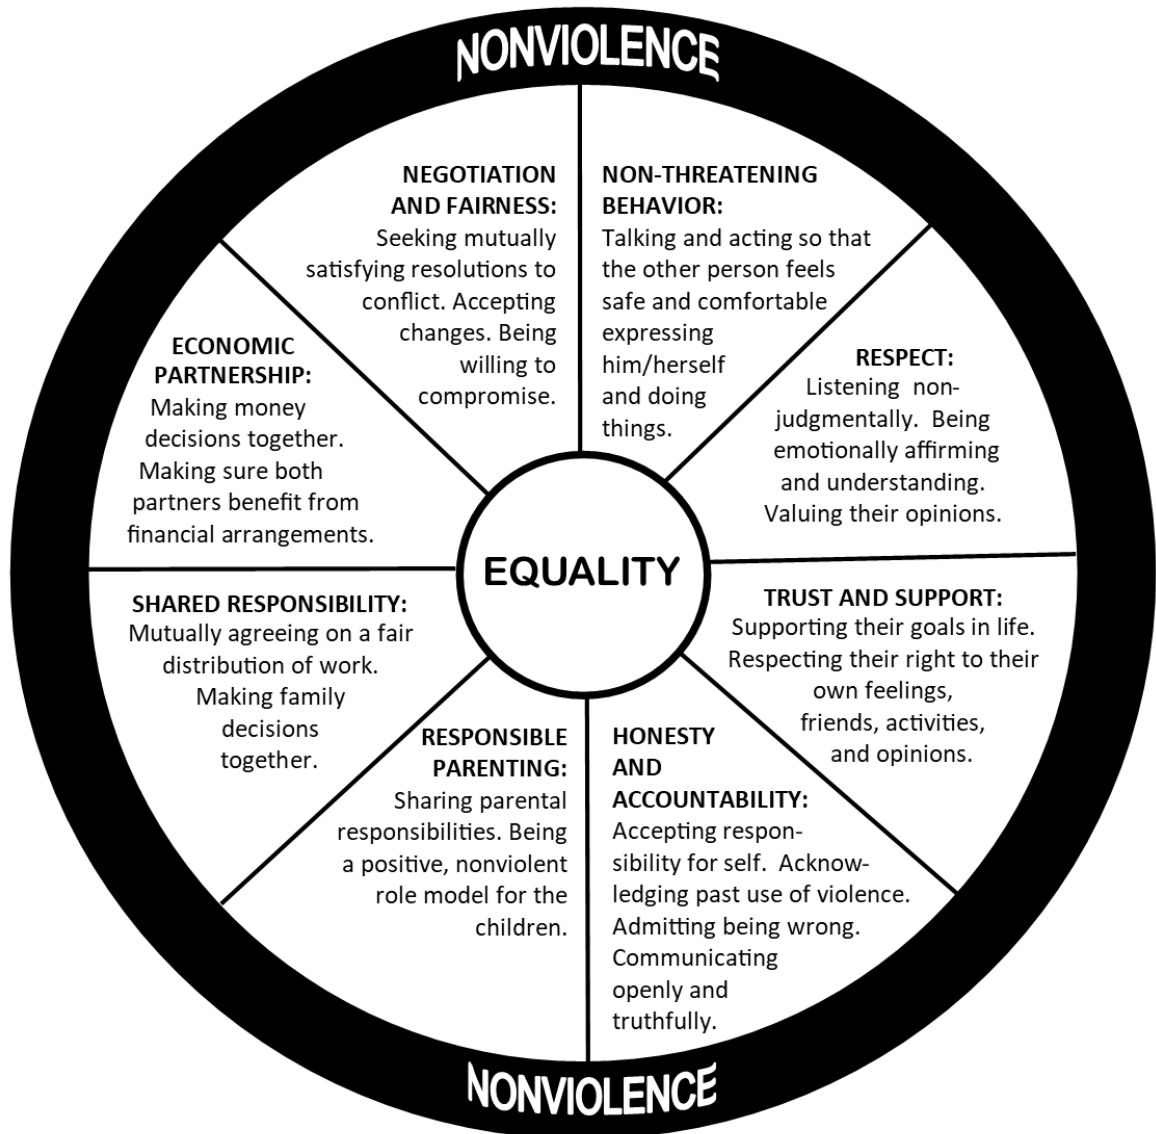 NONVIOLENCE
NEGOTIATION
AND FAIRNESS:
Seeking mutually
satisfying resolutions to
conflict. Accepting
changes. Being
willing to
compromise.
NON-THREATENING
BEHAVIOR:
Talking and acting so that
the other person feels
safe and comfortable
expressing
him/herself
and doing
things.
RESPECT:
Listening non-
judgmentally. Being
emotionally affirming
and understanding.
Valuing their opinions.
TRUST AND SUPPORT:
Supporting their goals in life.
Respecting their right to their
own feelings,
friends, activities,
and opinions.
HONESTY
AND
ACCOUNTABILITY:
Accepting respon-
sibility for self. Acknow-
ledging past use of violence.
Admitting being wrong.
Communicating
openly and
truthfully.
RESPONSIBLE
PARENTING:
Sharing parental
responsibilities. Being
a positive, nonviolent
role model for the
children.
SHARED RESPONSIBILITY:
Mutually agreeing on a fair
distribution of work.
Making family
decisions
together.
ECONOMIC
PARTNERSHIP:
Making money
decisions together.
Making sure both
partners benefit from
financial arrangements.
EQUALITY
NONVIOLENCE